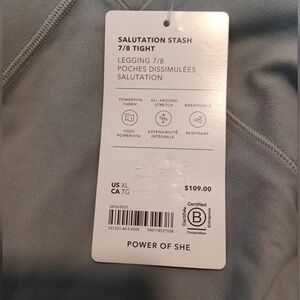 SALUTATION STASH
7/8 TIGHT
LEGGING 7/8
POCHES DISSIMULÉES
SALUTATION
POWERVITA
FABRIC
ALL-AROUND
STRETCH
BREATHABLE
TISSU
POWERVITA
EXTENSIBILITÉ
INTÉGRALE
RESPIRANT
US XL
CA TG
$109.00
Certified
B
Corporation
POWER OF SHE